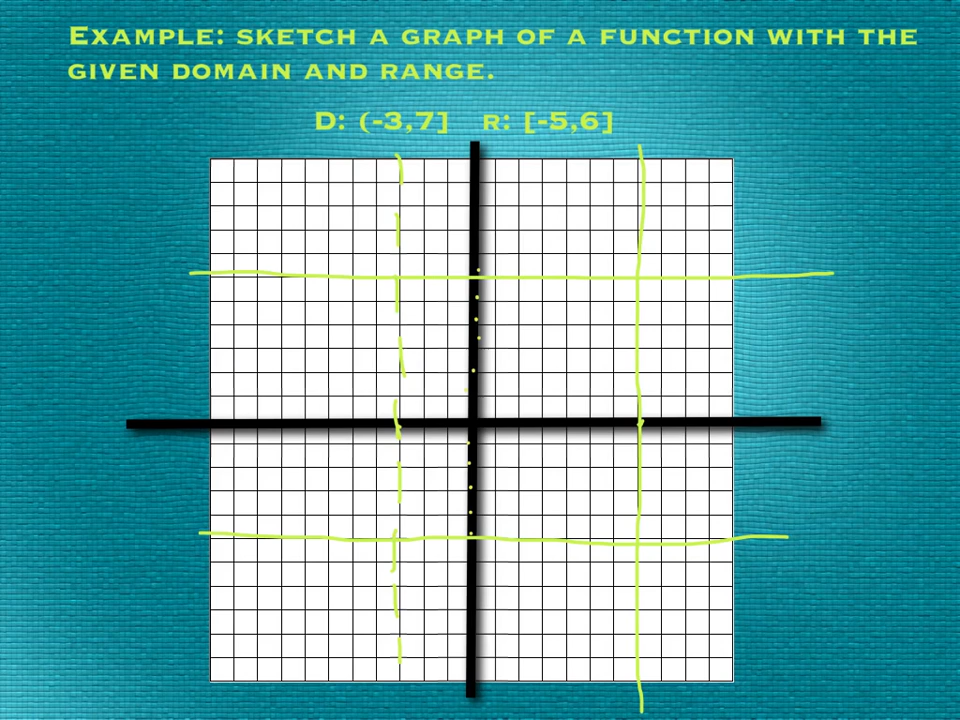 Example: sketch a graph of a function with the
given domain and range.
D: (-3,7] r: [-5,6]